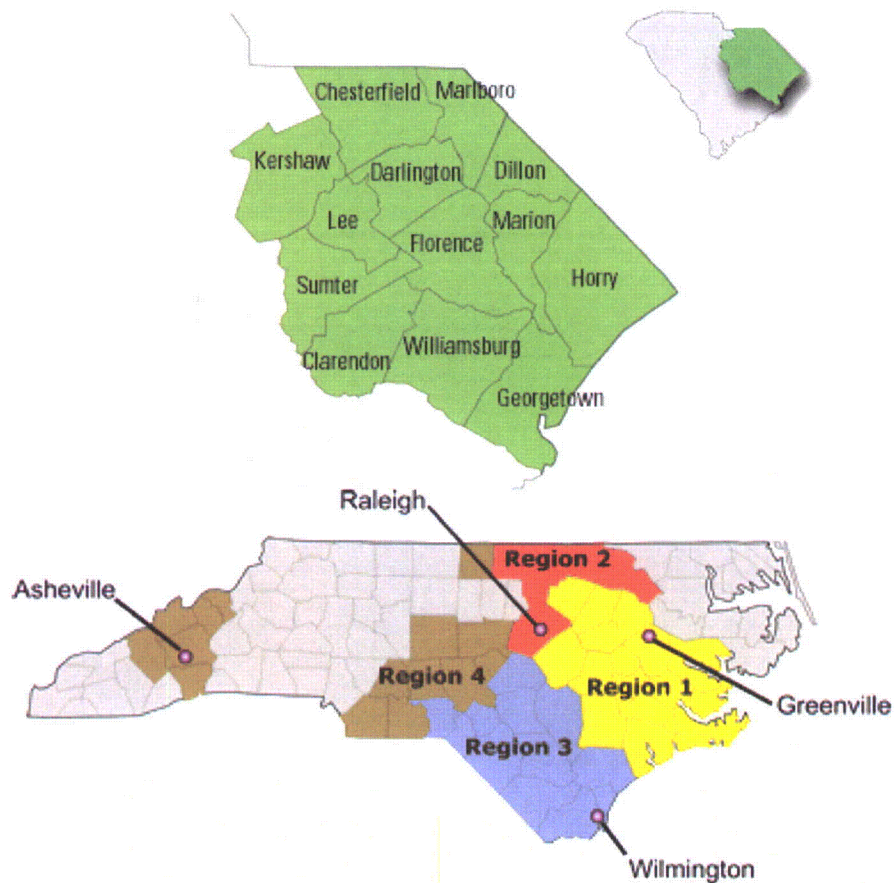 Chesterfield
Marlboro
Kershaw
Darlington
Dillon
Lee
Marion
Florence
Horry
Sumter
Williamsburg
Clarendon
Georgetown
Raleigh
Region 2
Asheville
Region 4
Region 1
Greenville
Region 3
Wilmington